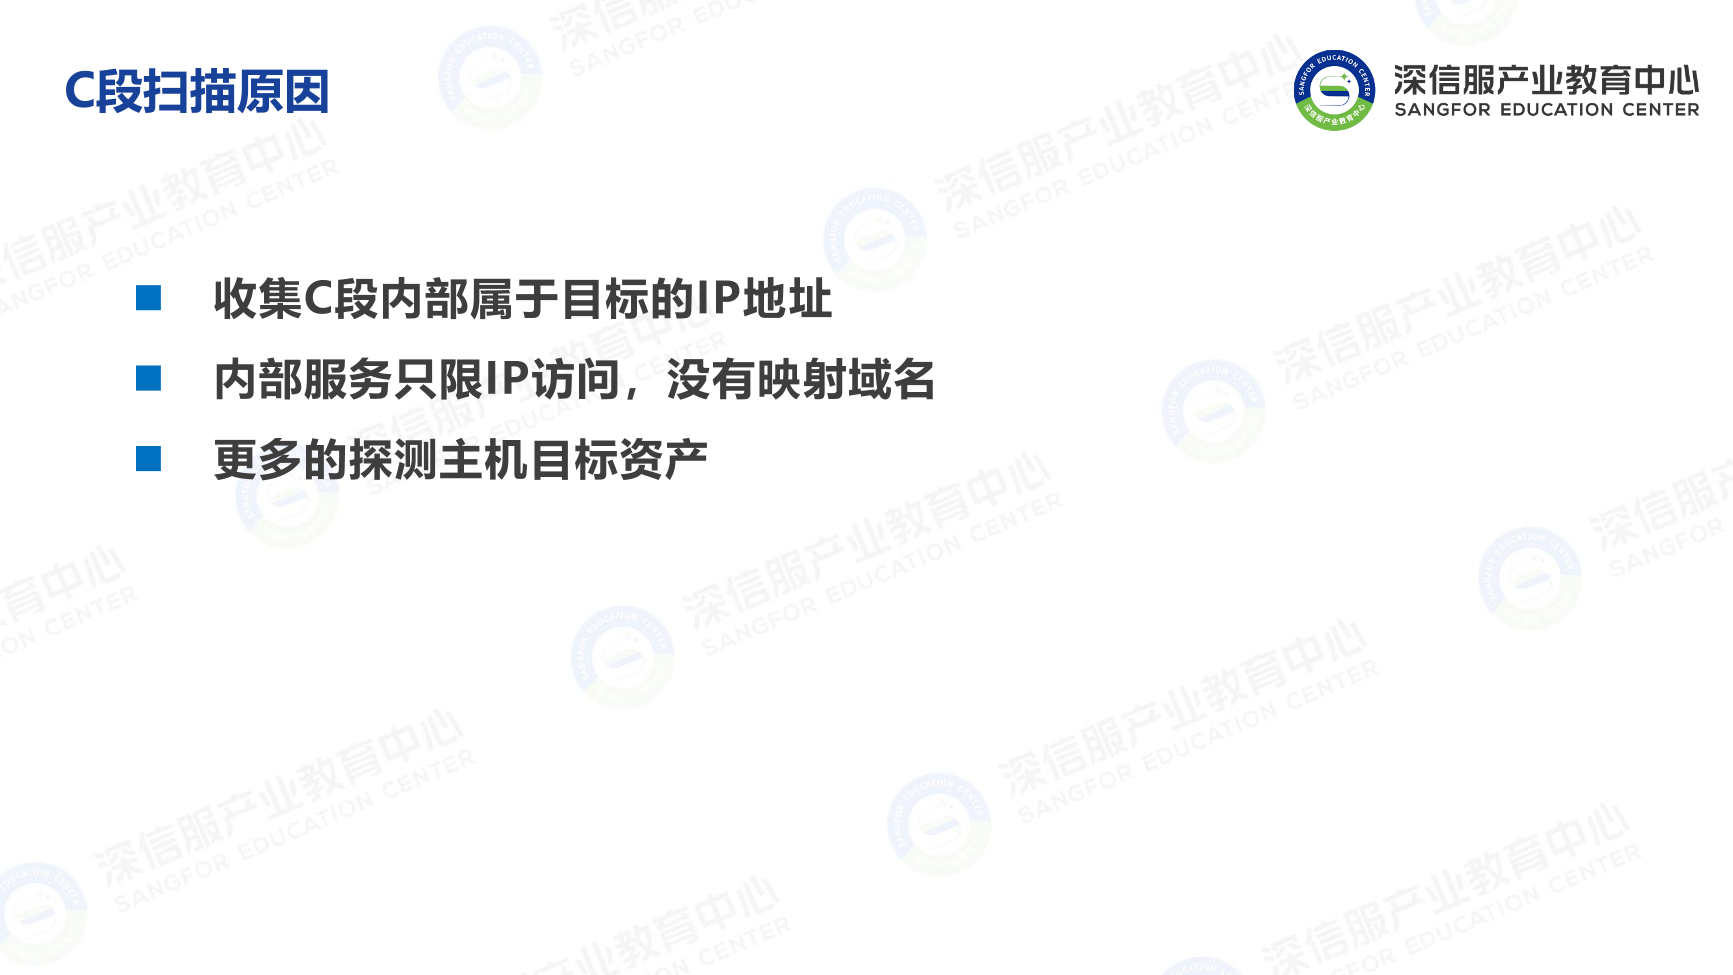 C段扫描原因
深信服产业教育中心
SANGFOR EDUCATION CENTER
收集C段内部属于目标的IP地址
内部服务只限IP访问，没有映射域名
更多的探测主机目标资产